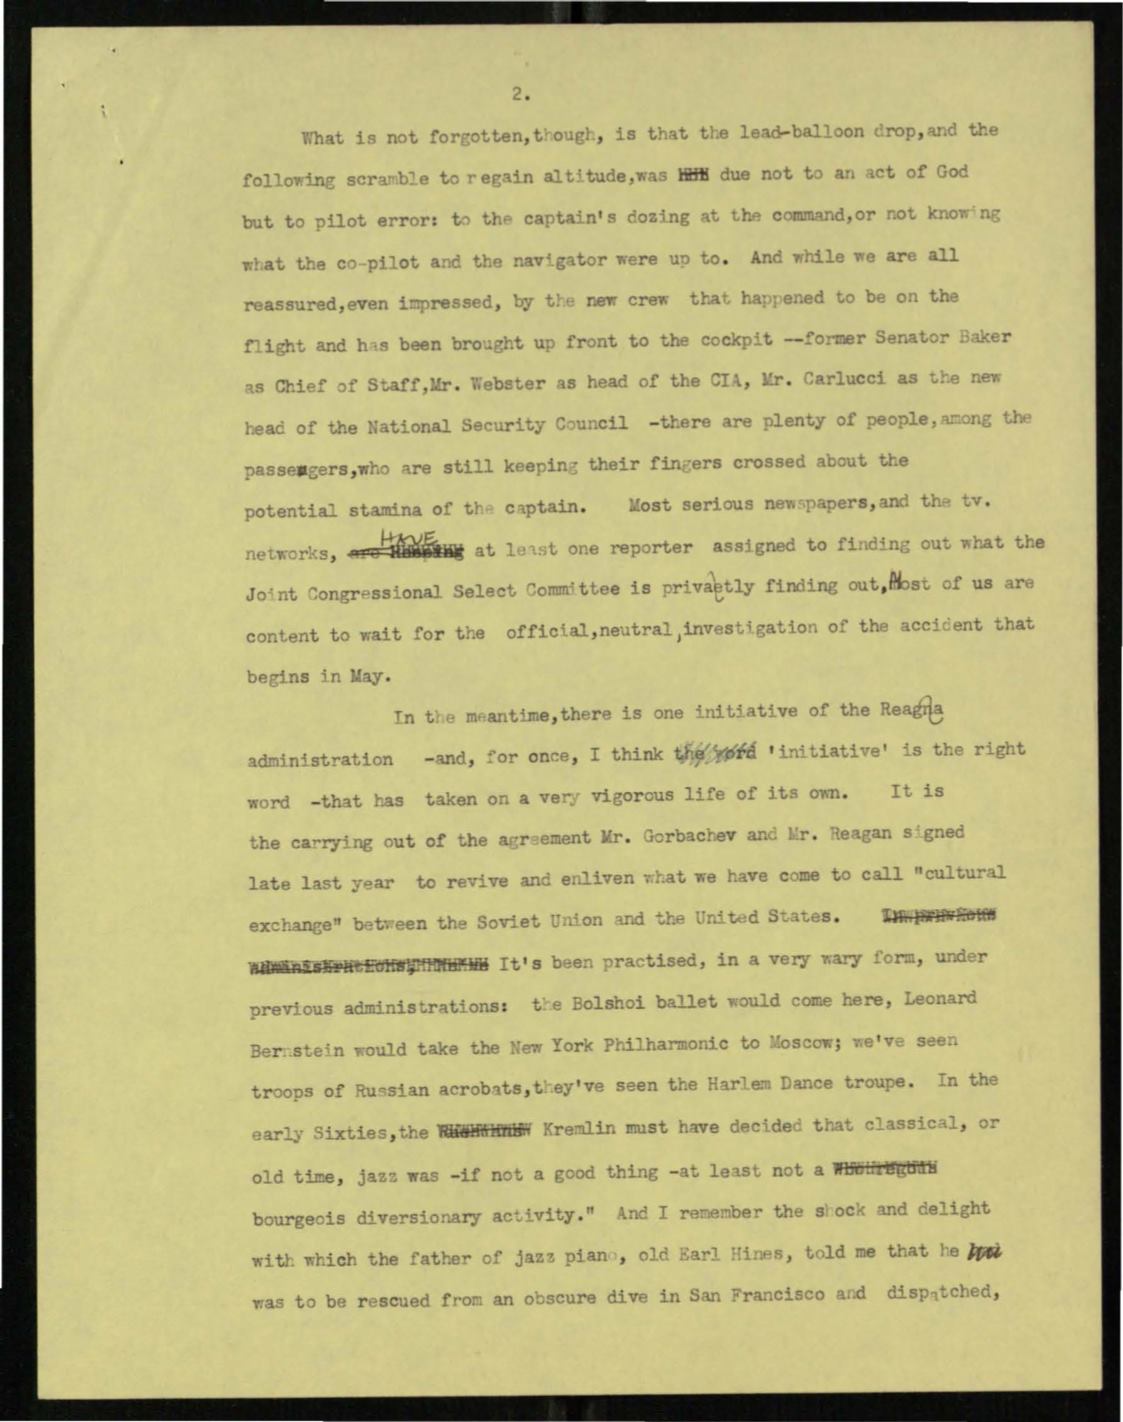 2.
What is not forgotten,though, is that the lead-balloon drop,and the
following scramble to regain altitude,was due not to an act of God
but to pilot error: to the captain's dozing at the command,or not knowing
what the co-pilot and the navigator were up to. And while we are all
reassured,even impressed, by the new crew that happened to be on the
flight and has been brought up front to the cockpit --former Senator Baker
as Chief of Staff,Mr. Webster as head of the CIA, Mr. Carlucci as the new
head of the National Security Council -there are plenty of people,among the
passengers,who are still keeping their fingers crossed about the
potential stamina of the captain. Most serious newspapers,and the tv.
HAVE
networks, are keeping at least one reporter assigned to finding out what the
Joint Congressional Select Committee is privaetly finding out, Most of us are
content to wait for the official,neutral,investigation of the accident that
begins in May.
In the meantime,there is one initiative of the Reagna
administration -and, for once, I think the word 'initiative' is the right
word -that has taken on a very vigorous life of its own. It is
the carrying out of the agreement Mr. Gorbachev and Mr. Reagan signed
late last year to revive and enliven what we have come to call "cultural
exchange" between the Soviet Union and the United States. In previous
administrations, It's been practised, in a very wary form, under
previous administrations: the Bolshoi ballet would come here, Leonard
Bernstein would take the New York Philharmonic to Moscow; we've seen
troops of Russian acrobats,they've seen the Harlem Dance troupe. In the
early Sixties,the Kremlin must have decided that classical, or
old time, jazz was -if not a good thing -at least not a
bourgeois diversionary activity." And I remember the shock and delight
with which the father of jazz piano, old Earl Hines, told me that he
was to be rescued from an obscure dive in San Francisco and dispatched,